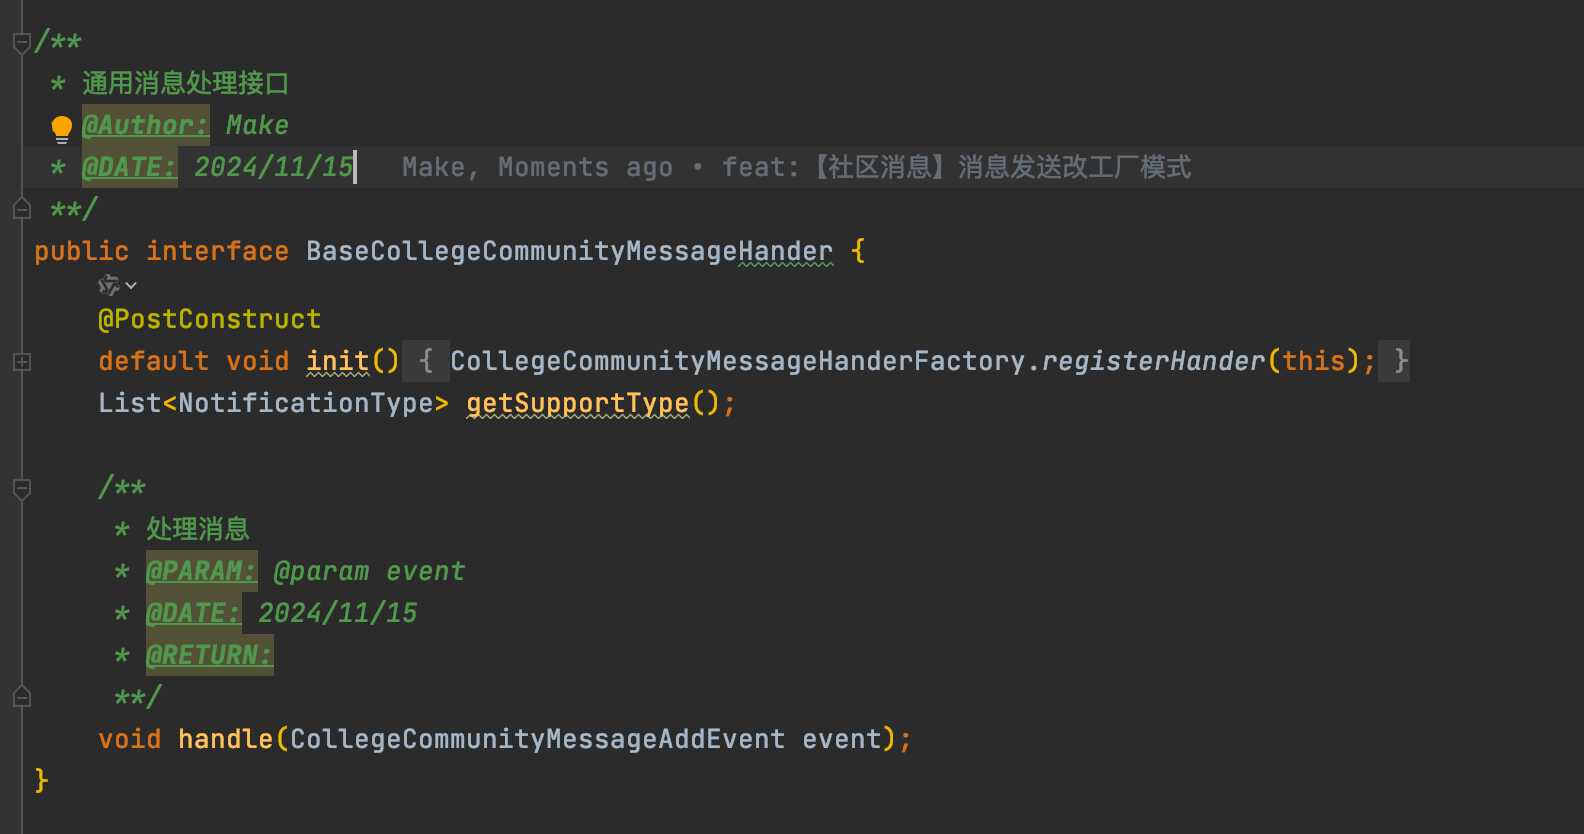 /**
* 通用消息处理接口
@Author: Make
* @DATE: 2024/11/15 Make, Moments ago • feat:【社区消息】消息发送改工厂模式
**/
public interface BaseCollegeCommunityMessageHander {
@PostConstruct
default void init() { CollegeCommunityMessageHanderFactory.registerHander(this); }
List<NotificationType> getSupportType();
/**
* 处理消息
* @PARAM: @param event
* @DATE: 2024/11/15
* @RETURN:
**/
void handle(CollegeCommunityMessageAddEvent event);
}